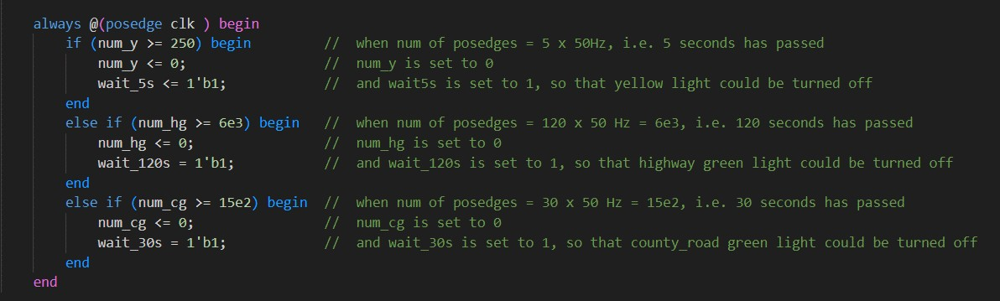 always @(posedge clk ) begin
    if (num_y >= 250) begin               //  when num of posedges = 5 x 50Hz, i.e. 5 seconds has passed
        num_y <= 0;                 //  num_y is set to 0
        wait_5s <= 1'b1;            //  and wait5s is set to 1, so that yellow light could be turned off
    end
    else if (num_hg >= 6e3) begin   //  when num of posedges = 120 x 50 Hz = 6e3, i.e. 120 seconds has passed
        num_hg <= 0;                //  num_hg is set to 0
        wait_120s = 1'b1;           //  and wait_120s is set to 1, so that highway green light could be turned off
    end
    else if (num_cg >= 15e2) begin  //  when num of posedges = 30 x 50 Hz = 15e2, i.e. 30 seconds has passed
        num_cg <= 0;                //  num_cg is set to 0
        wait_30s = 1'b1;            //  and wait_30s is set to 1, so that county_road green light could be turned off
    end
end